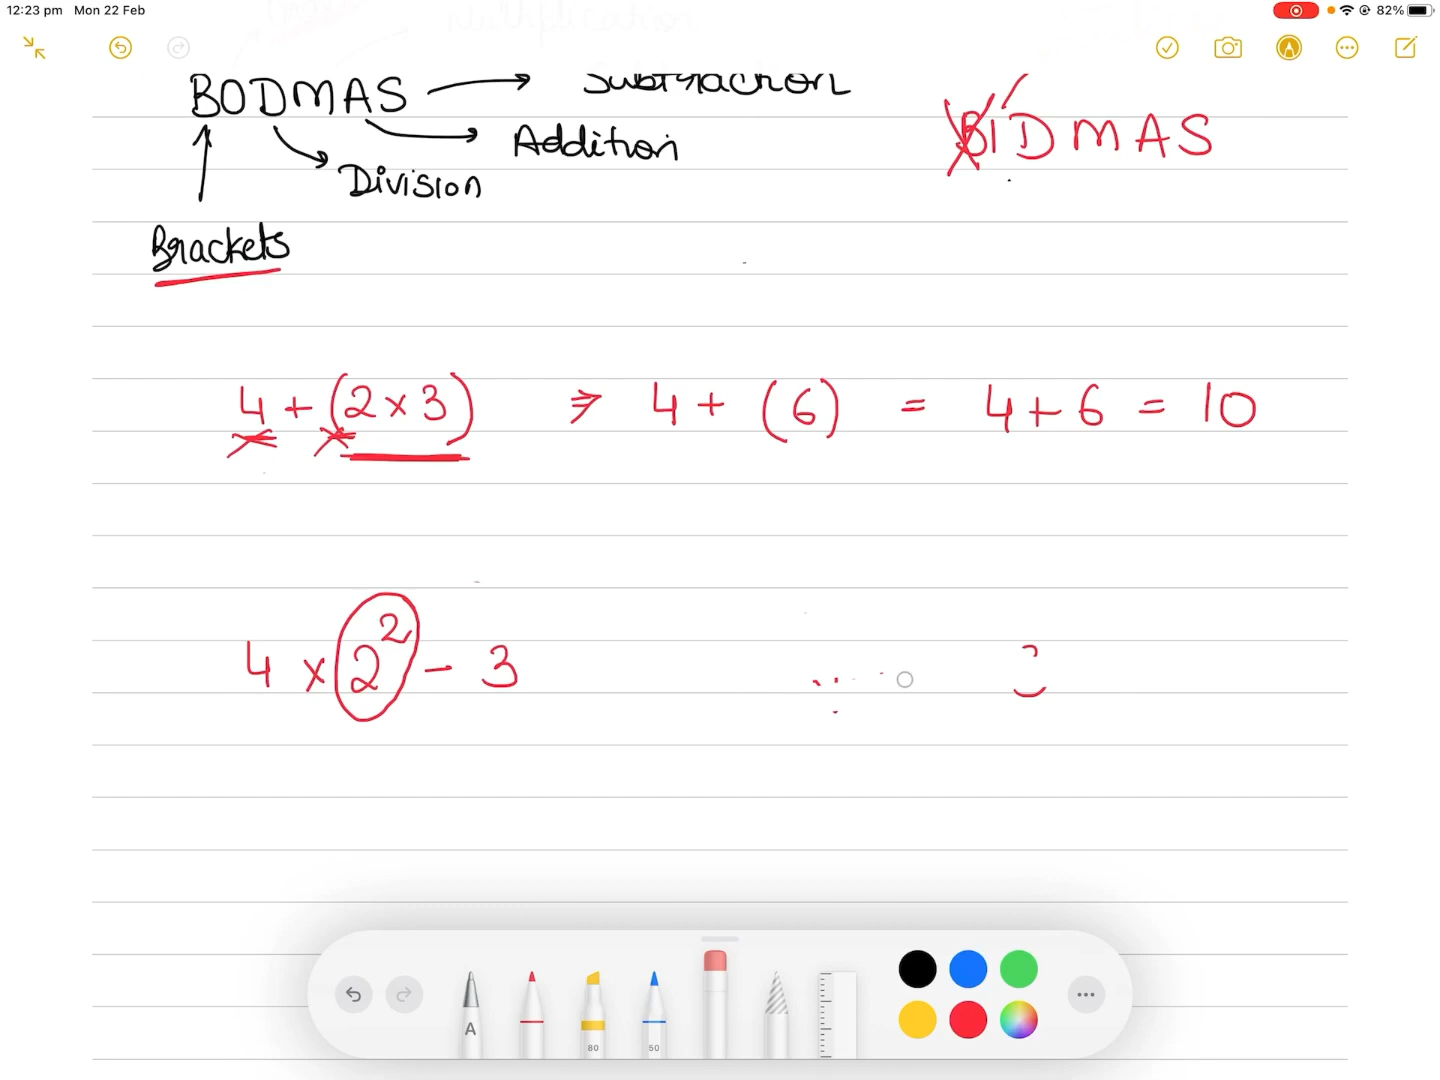 12:23 pm Mon 22 Feb 82%
multiplication
BODMAS Subtraction
BIDMAS
Addition
Division
Brackets
4 + (2 × 3) ⇒ 4 + (6) = 4 + 6 = 10
4 × 2² - 3
A 80 50